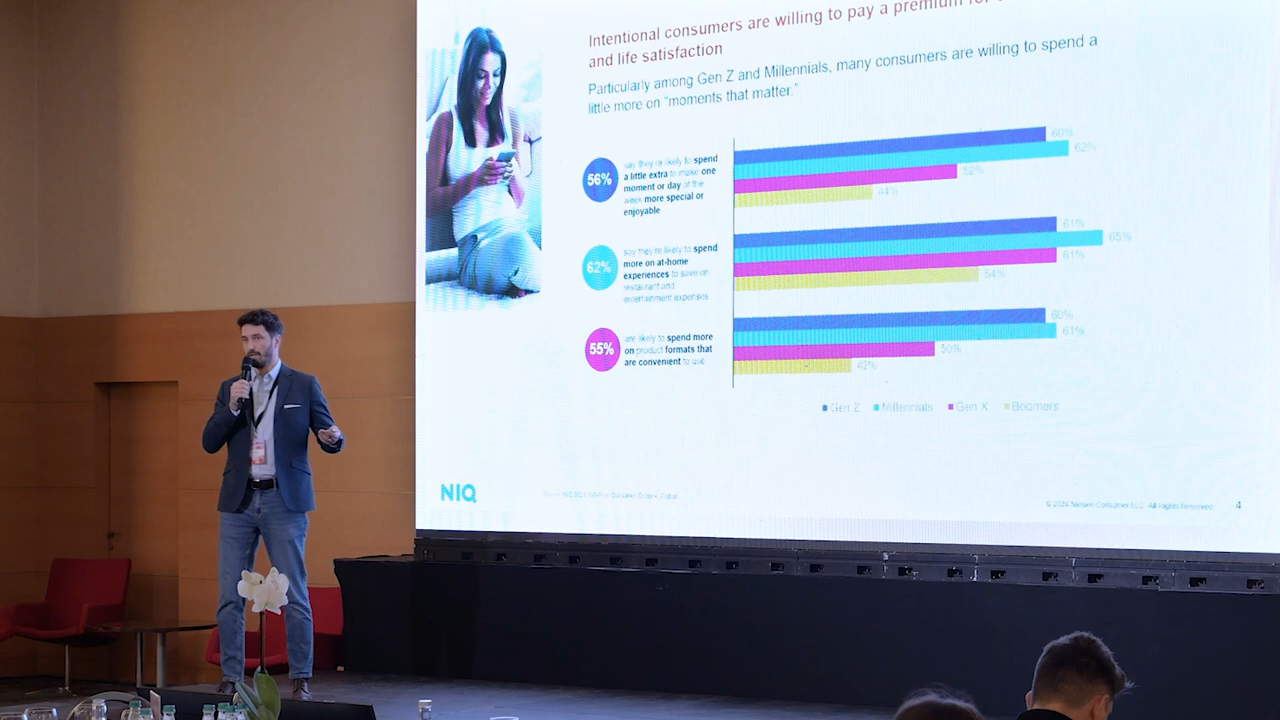 Intentional consumers are willing to pay a premium for
and life satisfaction
Particularly among Gen Z and Millennials, many consumers are willing to spend a
little more on “moments that matter.”
56%
say they're likely to spend
a little extra to make one
moment or day of the
week more special or
enjoyable
60%
62%
52%
44%
62%
say they're likely to spend
more on at-home
experiences to save on
restaurant and
entertainment expenses
61%
65%
61%
54%
55%
are likely to spend more
on product formats that
are convenient to use
60%
61%
50%
42%
Gen Z Millennials Gen X Boomers
NIQ
© 2024 Nielsen Consumer LLC. All Rights Reserved.
4